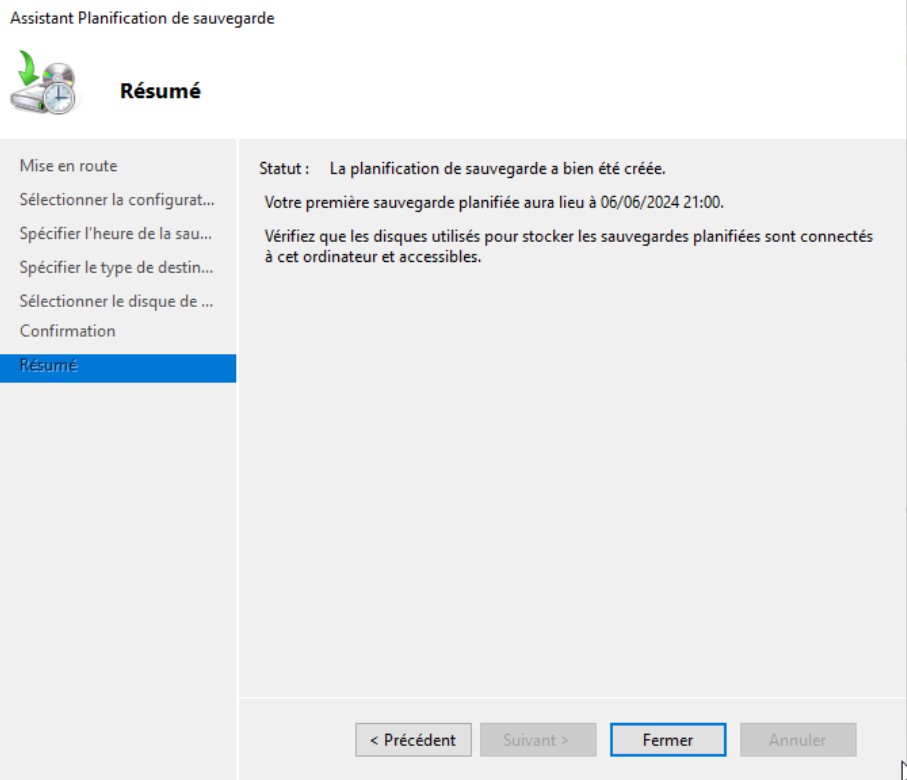 Assistant Planification de sauvegarde
Résumé
Mise en route
Sélectionner la configurat...
Spécifier l'heure de la sau...
Spécifier le type de destin...
Sélectionner le disque de ...
Confirmation
Résumé
Statut : La planification de sauvegarde a bien été créée.
Votre première sauvegarde planifiée aura lieu à 06/06/2024 21:00.
Vérifiez que les disques utilisés pour stocker les sauvegardes planifiées sont connectés
à cet ordinateur et accessibles.
< Précédent
Suivant >
Fermer
Annuler